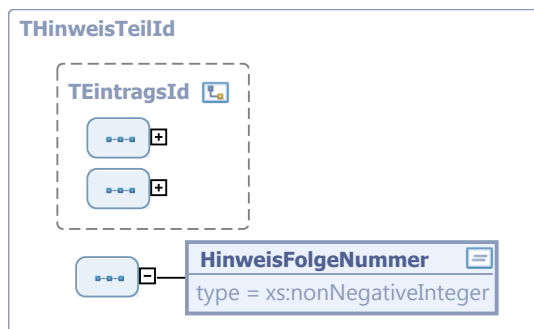 THinweisTeilId
TEintragsId
HinweisFolgeNummer
type = xs:nonNegativeInteger